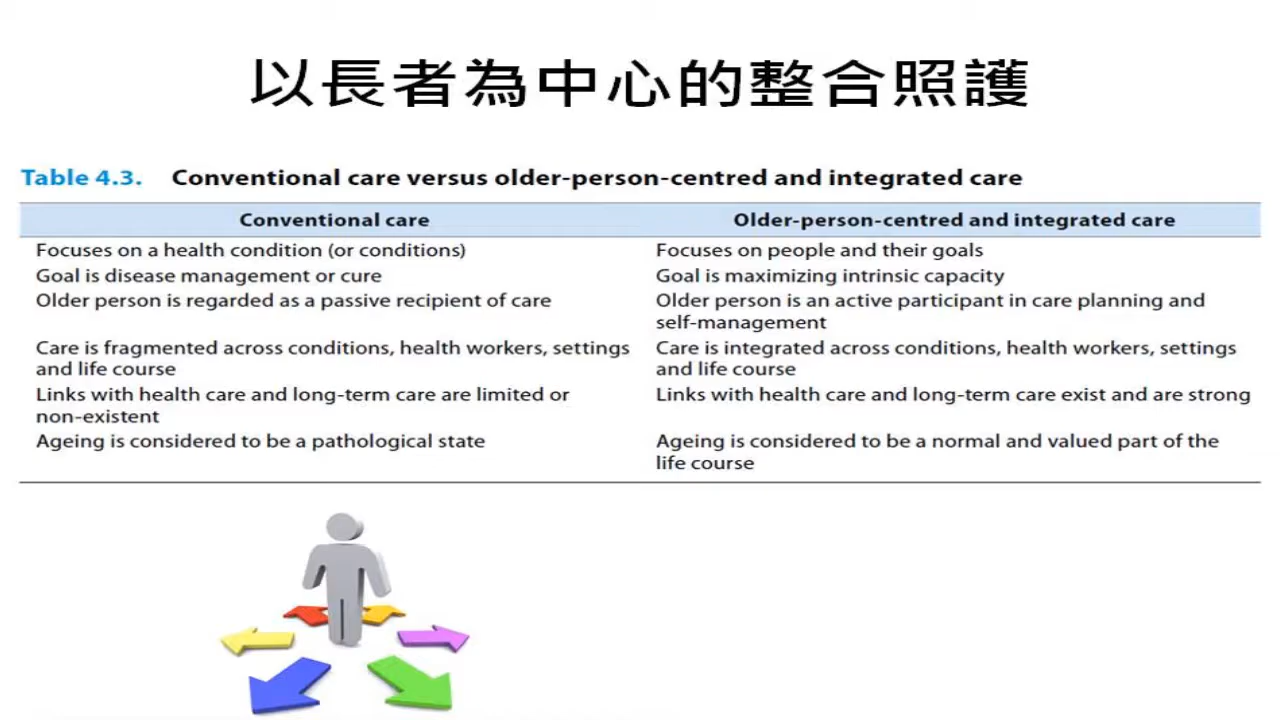 以長者為中心的整合照護
Table 4.3. Conventional care versus older-person-centred and integrated care
Conventional care Older-person-centred and integrated care
Focuses on a health condition (or conditions) Focuses on people and their goals
Goal is disease management or cure Goal is maximizing intrinsic capacity
Older person is regarded as a passive recipient of care Older person is an active participant in care planning and
self-management
Care is fragmented across conditions, health workers, settings Care is integrated across conditions, health workers, settings
and life course and life course
Links with health care and long-term care are limited or Links with health care and long-term care exist and are strong
non-existent
Ageing is considered to be a pathological state Ageing is considered to be a normal and valued part of the
life course